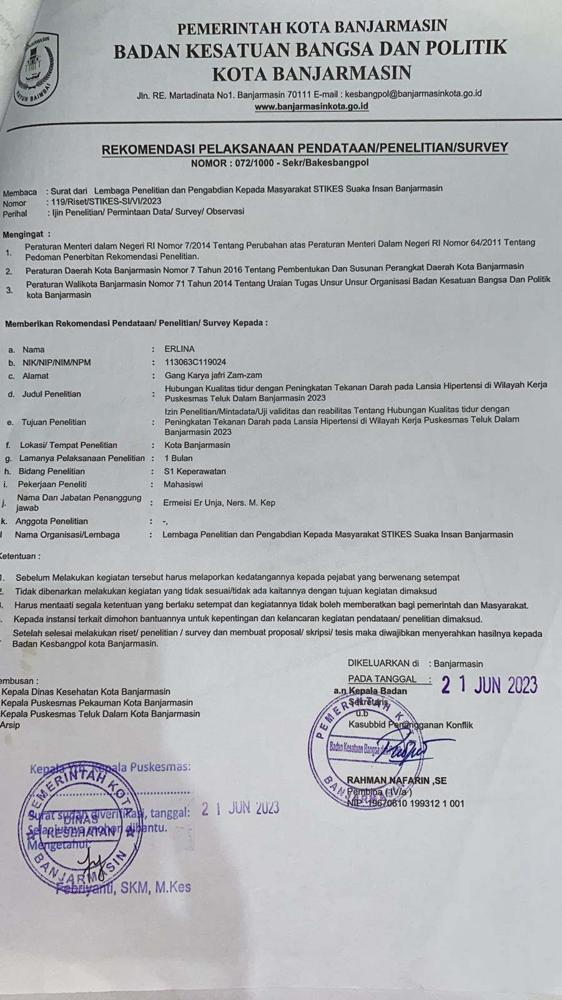 PEMERINTAH KOTA BANJARMASIN
BADAN KESATUAN BANGSA DAN POLITIK
KOTA BANJARMASIN
Jln. RE. Martadinata No1. Banjarmasin 70111 E-mail : kesbangpol@banjarmasinkota.go.id
www.banjarmasinkota.go.id
KAYUH BAIMBAI
REKOMENDASI PELAKSANAAN PENDATAAN/PENELITIAN/SURVEY
NOMOR : 072/1000 - Sekr/Bakesbangpol
Membaca : Surat dari Lembaga Penelitian dan Pengabdian Kepada Masyarakat STIKES Suaka Insan Banjarmasin
Nomor : 119/Riset/STIKES-SI/VI/2023
Perihal : Ijin Penelitian/ Permintaan Data/ Survey/ Observasi
Mengingat :
1. Peraturan Menteri dalam Negeri RI Nomor 7/2014 Tentang Perubahan atas Peraturan Menteri Dalam Negeri RI Nomor 64/2011 Tentang
Pedoman Penerbitan Rekomendasi Penelitian.
2. Peraturan Daerah Kota Banjarmasin Nomor 7 Tahun 2016 Tentang Pembentukan Dan Susunan Perangkat Daerah Kota Banjarmasin
3. Peraturan Walikota Banjarmasin Nomor 71 Tahun 2014 Tentang Uraian Tugas Unsur Unsur Organisasi Badan Kesatuan Bangsa Dan Politik
kota Banjarmasin
Memberikan Rekomendasi Pendataan/ Penelitian/ Survey Kepada :
a. Nama : ERLINA
b. NIK/NIP/NIM/NPM : 113063C119024
c. Alamat : Gang Karya jafri Zam-zam
d. Judul Penelitian : Hubungan Kualitas tidur dengan Peningkatan Tekanan Darah pada Lansia Hipertensi di Wilayah Kerja
Puskesmas Teluk Dalam Banjarmasin 2023
e. Tujuan Penelitian : Izin Penelitian/Mintadata/Uji validitas dan reabilitas Tentang Hubungan Kualitas tidur dengan
Peningkatan Tekanan Darah pada Lansia Hipertensi di Wilayah Kerja Puskesmas Teluk Dalam
Banjarmasin 2023
f. Lokasi/ Tempat Penelitian : Kota Banjarmasin
g. Lamanya Pelaksanaan Penelitian : 1 Bulan
h. Bidang Penelitian : S1 Keperawatan
i. Pekerjaan Peneliti : Mahasiswi
j. Nama Dan Jabatan Penanggung jawab : Ermeisi Er Unja, Ners. M. Kep
k. Anggota Penelitian : -,
l Nama Organisasi/Lembaga : Lembaga Penelitian dan Pengabdian Kepada Masyarakat STIKES Suaka Insan Banjarmasin
Ketentuan :
1. Sebelum Melakukan kegiatan tersebut harus melaporkan kedatangannya kepada pejabat yang berwenang setempat
2. Tidak dibenarkan melakukan kegiatan yang tidak sesuai/tidak ada kaitannya dengan tujuan kegiatan dimaksud
3. Harus mentaati segala ketentuan yang berlaku setempat dan kegiatannya tidak boleh memberatkan bagi pemerintah dan Masyarakat.
. Kepada instansi terkait dimohon bantuannya untuk kepentingan dan kelancaran kegiatan pendataan/ penelitian dimaksud.
Setelah selesai melakukan riset/ penelitian / survey dan membuat proposal/ skripsi/ tesis maka diwajibkan menyerahkan hasilnya kepada
Badan Kesbangpol kota Banjarmasin.
DIKELUARKAN di : Banjarmasin
PADA TANGGAL : 21 JUN 2023
a.n Kepala Badan
Sekretaris,
u.b
Kasubbid Penangganan Konflik
PEMERINTAH KOTA
Badan Kesatuan Bangsa
BANJARMASIN
RAHMAN NAFARIN ,SE
Pembina (IV/a )
NIP. 19670610 199312 1 001
embusan :
Kepala Dinas Kesehatan Kota Banjarmasin
Kepala Puskesmas Pekauman Kota Banjarmasin
Kepala Puskesmas Teluk Dalam Kota Banjarmasin
Arsip
Kepala Yth. Kepala Puskesmas:
Surat sudah diverifikasi, tanggal: 21 JUN 2023
Selanjutnya mohon dibantu.
Mengetahui:
PEMERINTAH KOTA
DINAS
KESEHATAN
BANJARMASIN
Febriyanti, SKM, M.Kes